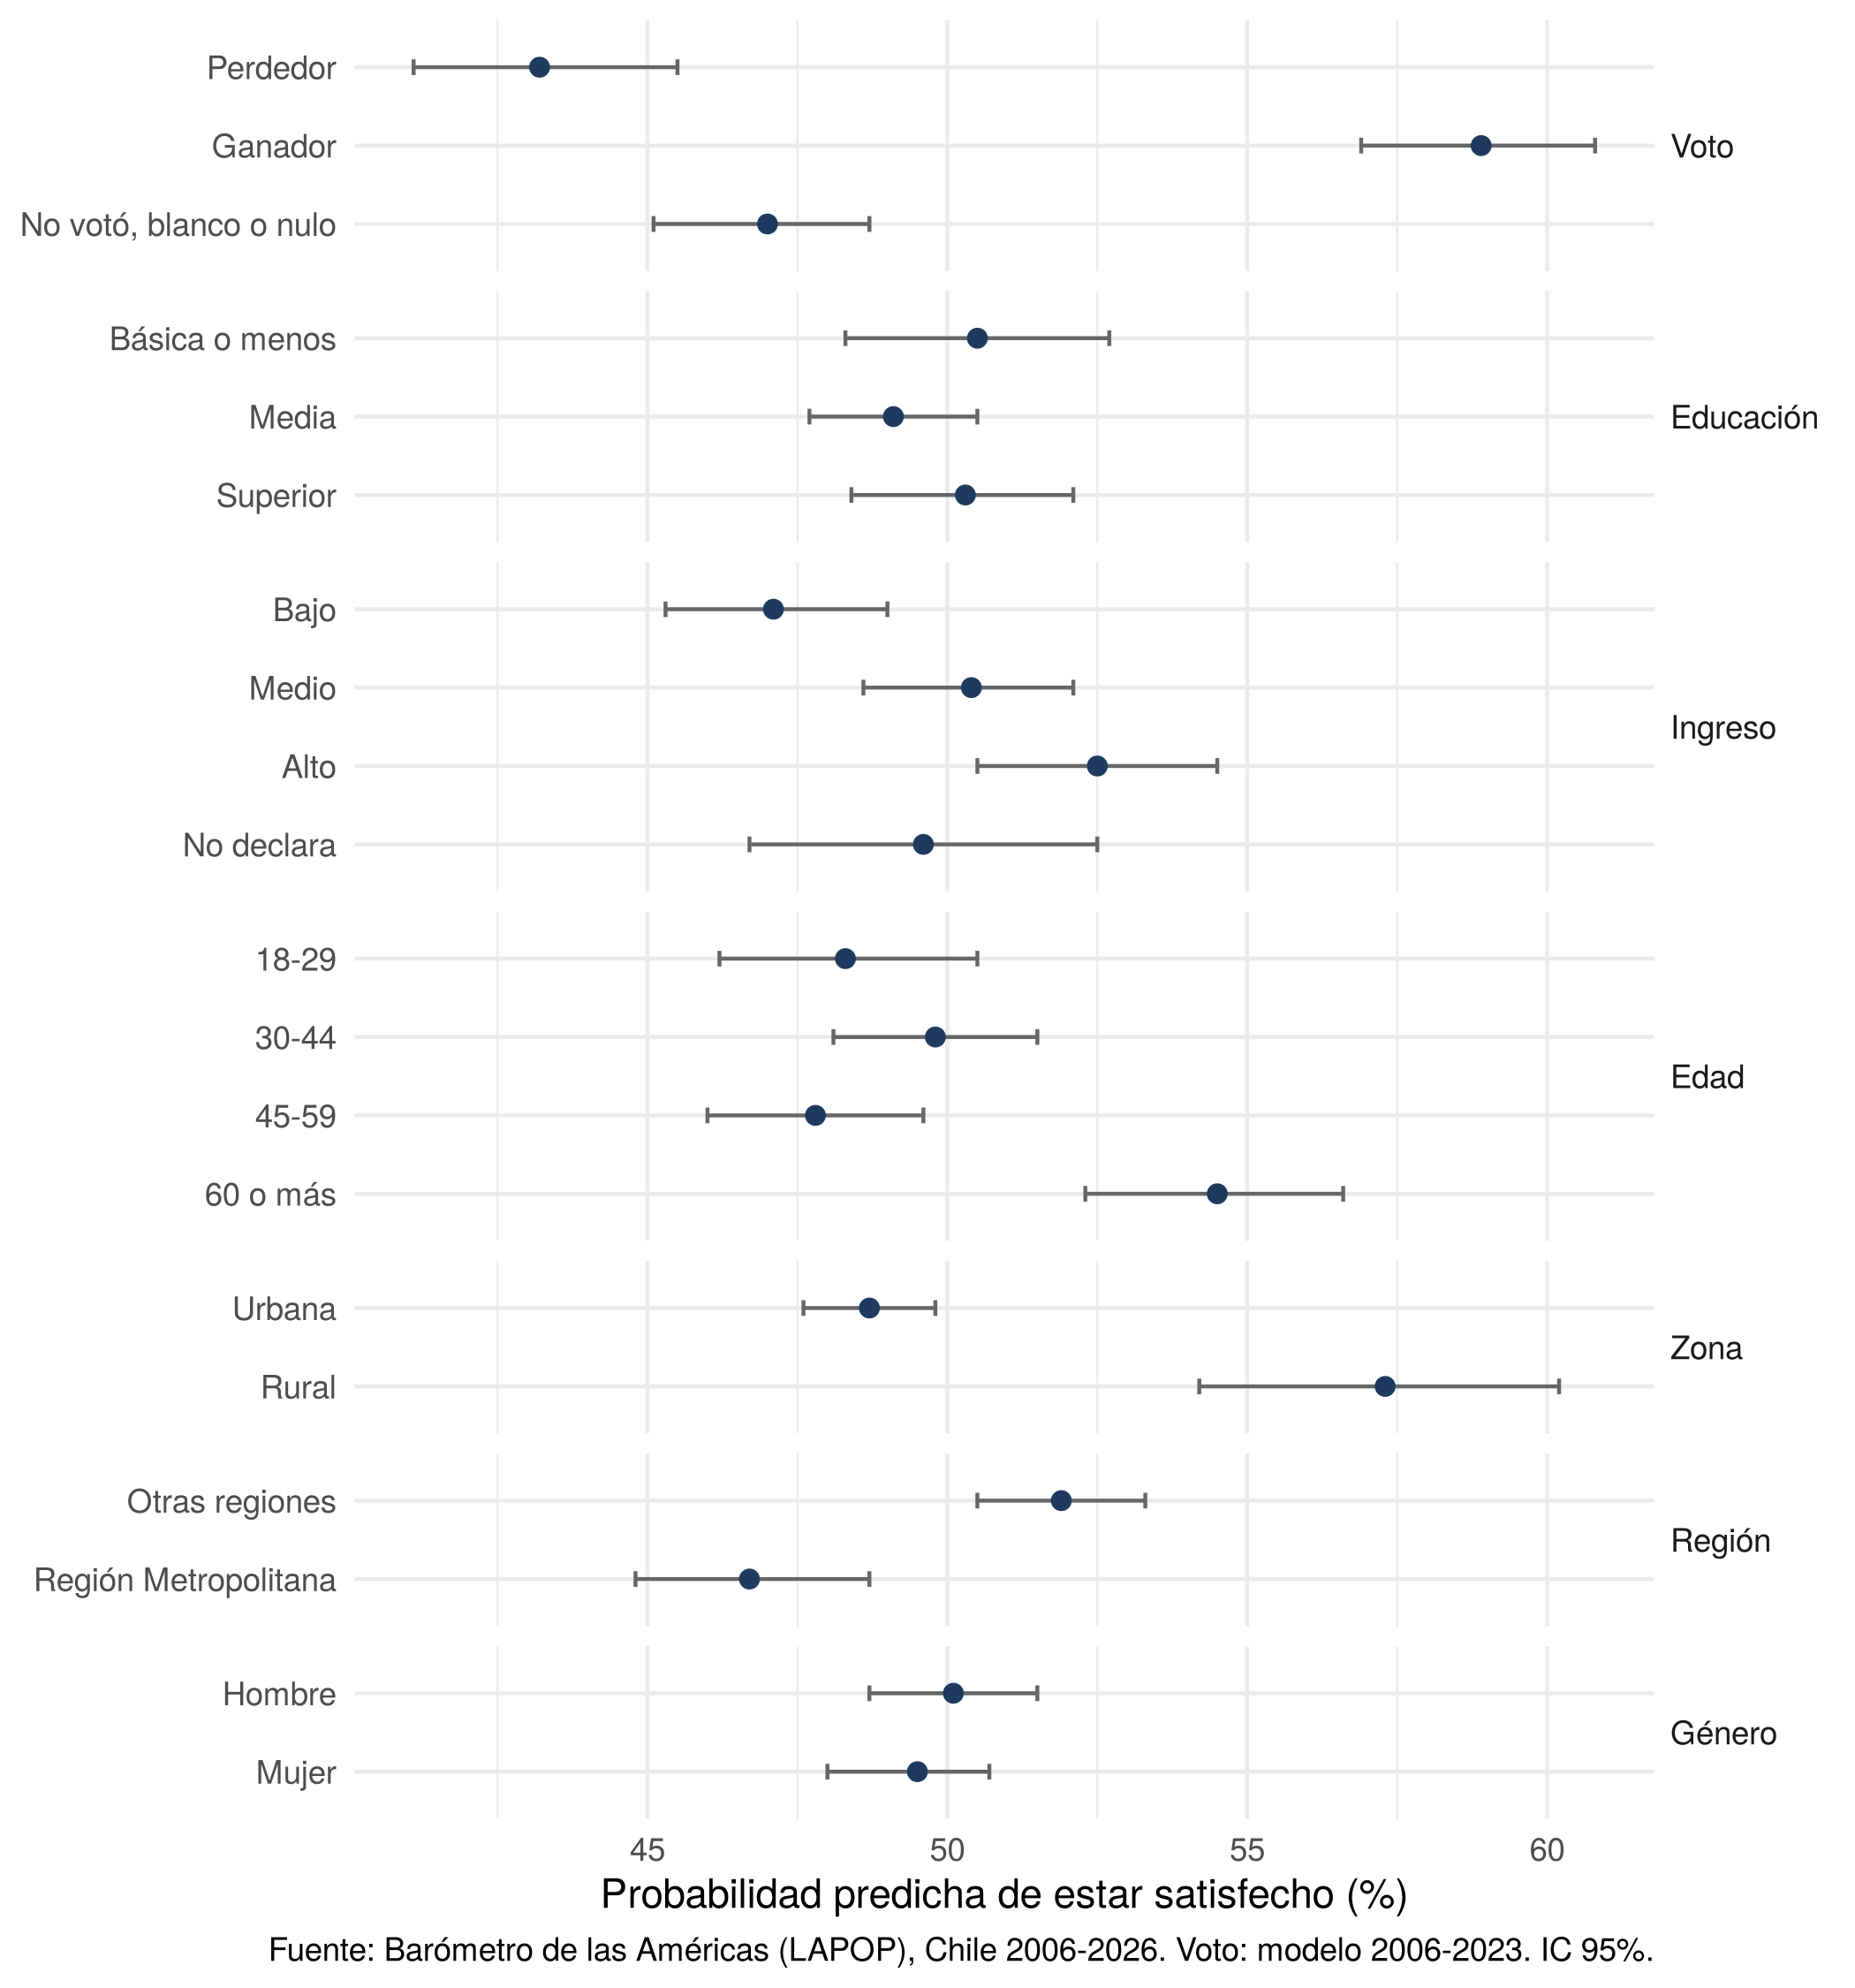 Perdedor
Ganador
No votó, blanco o nulo
Voto
Básica o menos
Media
Superior
Educación
Bajo
Medio
Alto
No declara
Ingreso
18-29
30-44
45-59
60 o más
Edad
Urbana
Rural
Zona
Otras regiones
Región Metropolitana
Región
Hombre
Mujer
Género
45 50 55 60
Probabilidad predicha de estar satisfecho (%)
Fuente: Barómetro de las Américas (LAPOP), Chile 2006-2026. Voto: modelo 2006-2023. IC 95%.